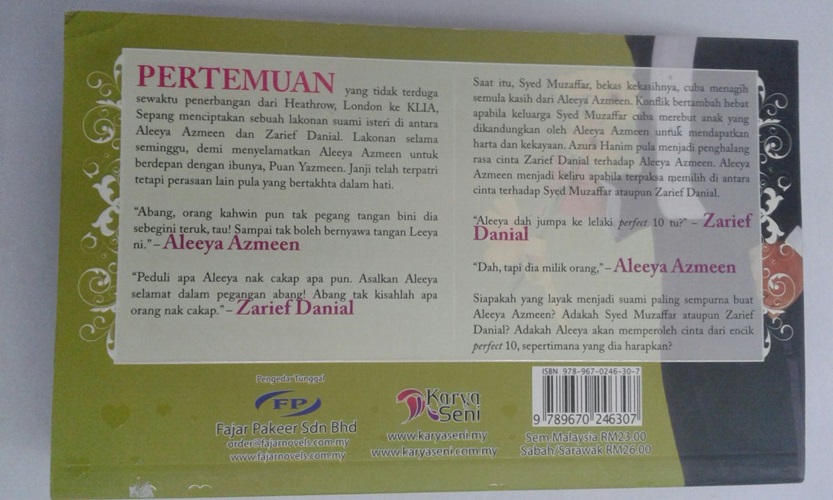 PERTEMUAN yang tidak terduga
sewaktu penerbangan dari Heathrow, London ke KLIA,
Sepang menciptakan sebuah lakonan suami isteri di antara
Aleeya Azmeen dan Zarief Danial. Lakonan selama
seminggu, demi menyelamatkan Aleeya Azmeen untuk
berdepan dengan ibunya, Puan Yazmeen. Janji telah terpatri
tetapi perasaan lain pula yang bertakhta dalam hati.
“Abang, orang kahwin pun tak pegang tangan bini dia
sebegini teruk, tau! Sampai tak boleh bernyawa tangan Leeya
ni.” – Aleeya Azmeen
“Peduli apa Aleeya nak cakap apa pun. Asalkan Aleeya
selamat dalam pegangan abang! Abang tak kisahlah apa
orang nak cakap.” – Zarief Danial
Saat itu, Syed Muzaffar, bekas kekasihnya, cuba menagih
semula kasih dari Aleeya Azmeen. Konflik bertambah hebat
apabila keluarga Syed Muzaffar cuba merebut anak yang
dikandungkan oleh Aleeya Azmeen untuk mendapatkan
harta dan kekayaan. Azura Hanim pula menjadi penghalang
rasa cinta Zarief Danial terhadap Aleeya Azmeen. Aleeya
Azmeen menjadi keliru apabila terpaksa memilih di antara
cinta terhadap Syed Muzaffar ataupun Zarief Danial.
“Aleeya dah jumpa ke lelaki perfect 10 tu?” – Zarief
Danial
“Dah, tapi dia milik orang,” – Aleeya Azmeen
Siapakah yang layak menjadi suami paling sempurna buat
Aleeya Azmeen? Adakah Syed Muzaffar ataupun Zarief
Danial? Adakah Aleeya akan memperoleh cinta dari encik
perfect 10, sepertimana yang dia harapkan?
Pengedar Tunggal
FP
Fajar Pakeer Sdn Bhd
order@fajarnovels.com.my
www.fajarnovels.com.my
Karya
Seni
www.karyaseni.my
www.karyaseni.com.my
ISBN 978-967-0246-30-7
9 789670 246307
Sem.Malaysia RM23.00
Sabah/Sarawak RM26.00